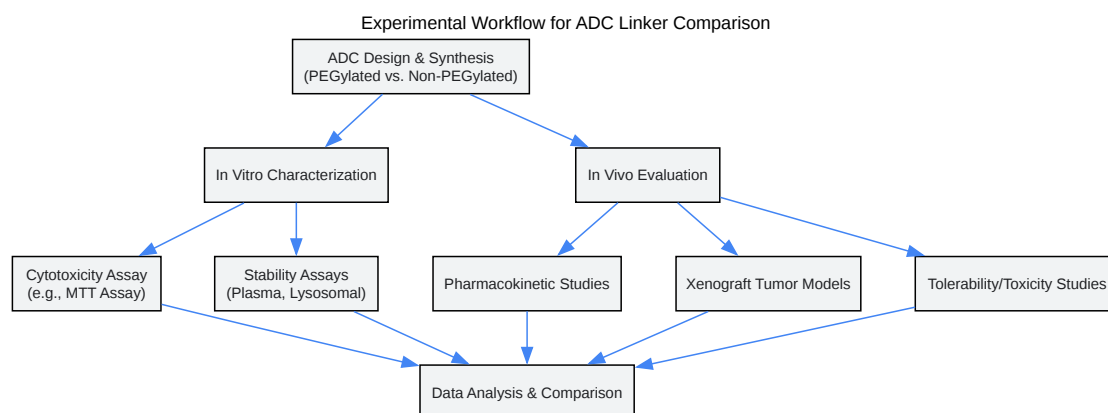 Experimental Workflow for ADC Linker Comparison
ADC Design & Synthesis
(PEGylated vs. Non-PEGylated)
In Vitro Characterization
In Vivo Evaluation
Cytotoxicity Assay
(e.g., MTT Assay)
Stability Assays
(Plasma, Lysosomal)
Pharmacokinetic Studies
Xenograft Tumor Models
Tolerability/Toxicity Studies
Data Analysis & Comparison